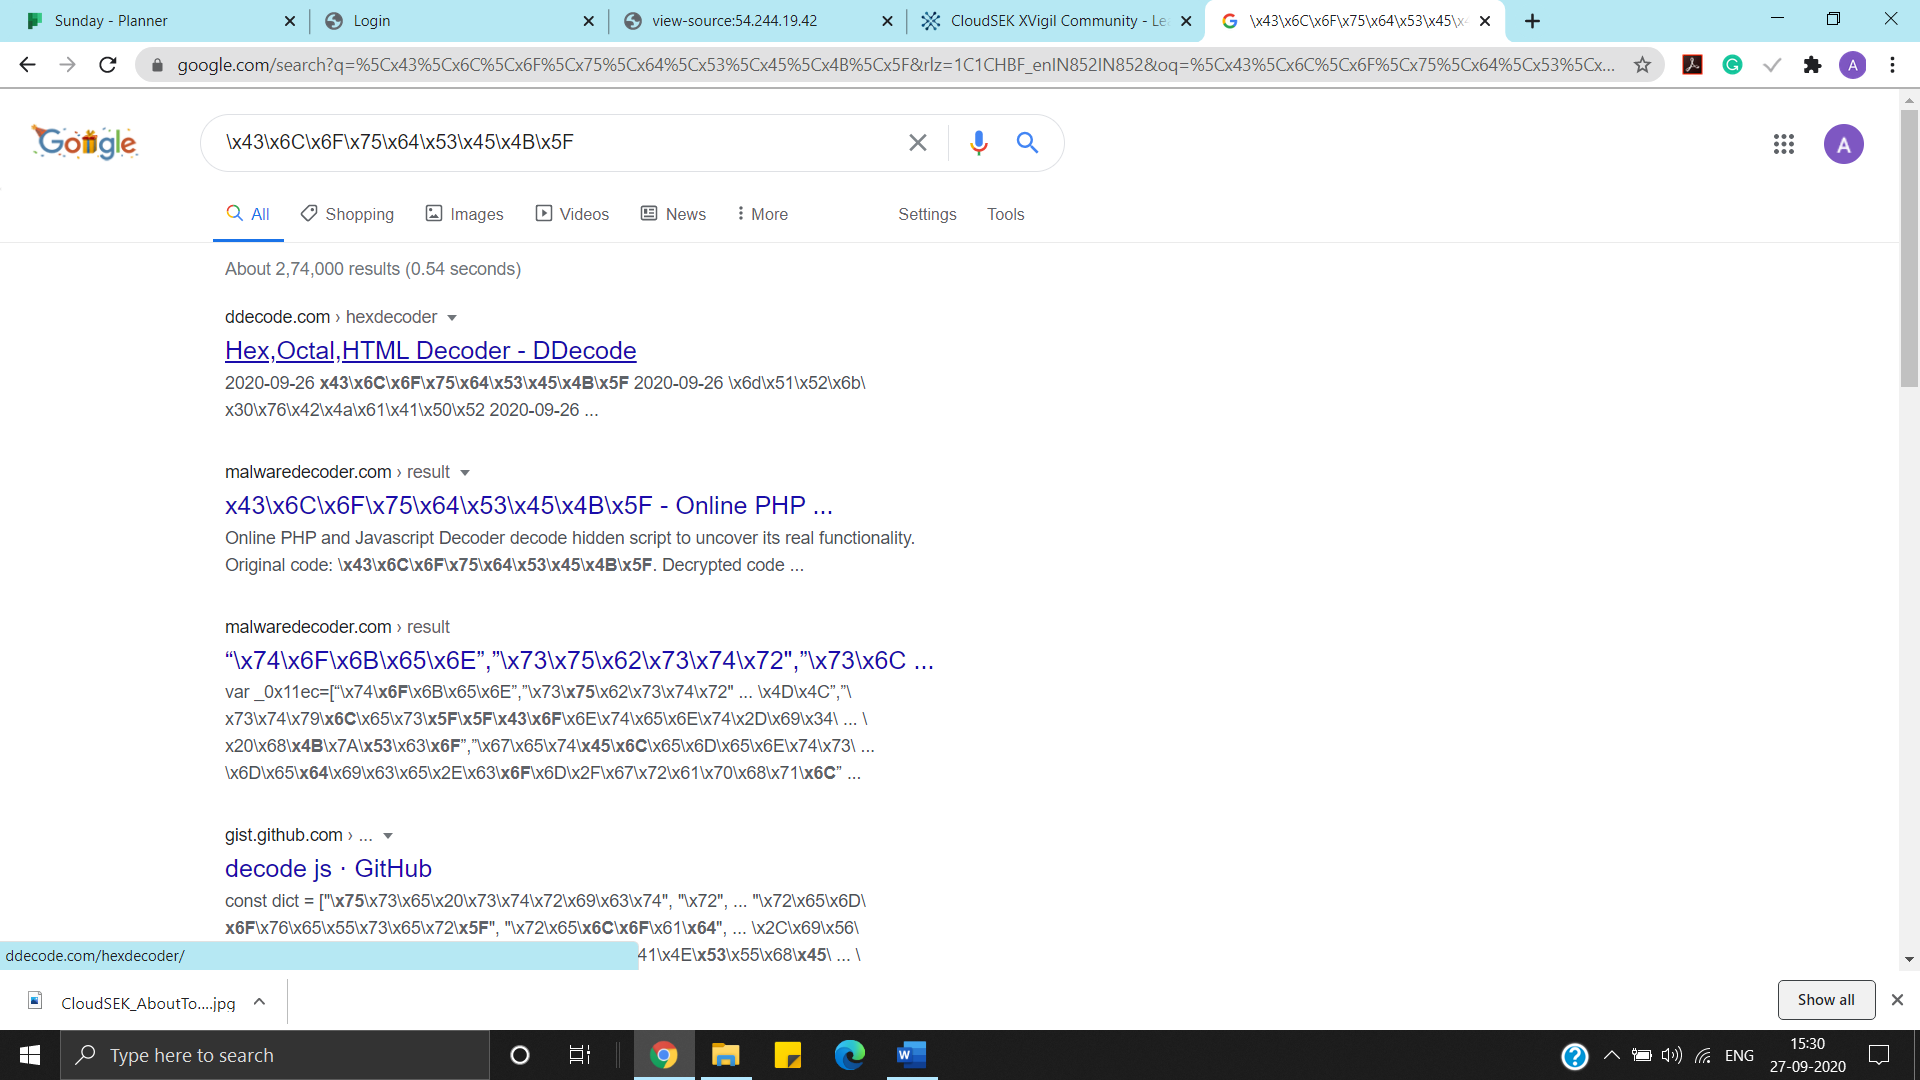 Sunday - Planner
Login
view-source:54.244.19.42
CloudSEK XVigil Community - Le
\x43\x6C\x6F\x75\x64\x53\x45\x4
google.com/search?q=%5Cx43%5Cx6C%5Cx6F%5Cx75%5Cx64%5Cx53%5Cx45%5Cx4B%5Cx5F&rlz=1C1CHBF_enIN852IN852&oq=%5Cx43%5Cx6C%5Cx6F%5Cx75%5Cx64%5Cx53%5Cx...
A
Google
\x43\x6C\x6F\x75\x64\x53\x45\x4B\x5F
A
All Shopping Images Videos News More Settings Tools
About 2,74,000 results (0.54 seconds)
ddecode.com › hexdecoder
Hex,Octal,HTML Decoder - DDecode
2020-09-26 x43\x6C\x6F\x75\x64\x53\x45\x4B\x5F 2020-09-26 \x6d\x51\x52\x6b\
x30\x76\x42\x4a\x61\x41\x50\x52 2020-09-26 ...
malwaredecoder.com › result
x43\x6C\x6F\x75\x64\x53\x45\x4B\x5F - Online PHP ...
Online PHP and Javascript Decoder decode hidden script to uncover its real functionality.
Original code: \x43\x6C\x6F\x75\x64\x53\x45\x4B\x5F. Decrypted code ...
malwaredecoder.com › result
“\x74\x6F\x6B\x65\x6E”,”\x73\x75\x62\x73\x74\x72",”\x73\x6C ...
var _0x11ec=[“\x74\x6F\x6B\x65\x6E”,”\x73\x75\x62\x73\x74\x72" ... \x4D\x4C”,”\
x73\x74\x79\x6C\x65\x73\x5F\x5F\x43\x6F\x6E\x74\x65\x6E\x74\x2D\x69\x34\ ... \
x20\x68\x4B\x7A\x53\x63\x6F”,”\x67\x65\x74\x45\x6C\x65\x6D\x65\x6E\x74\x73\ ...
\x6D\x65\x64\x69\x63\x65\x2E\x63\x6F\x6D\x2F\x67\x72\x61\x70\x68\x71\x6C” ...
gist.github.com › ...
decode js · GitHub
const dict = ["\x75\x73\x65\x20\x73\x74\x72\x69\x63\x74", "\x72", ... "\x72\x65\x6D\
x6F\x76\x65\x55\x73\x65\x72\x5F", "\x72\x65\x6C\x6F\x61\x64", ... \x2C\x69\x56\
41\x4E\x53\x55\x68\x45\ ... \
ddecode.com/hexdecoder/
CloudSEK_AboutTo....jpg
Show all
Type here to search
W
ENG
15:30
27-09-2020